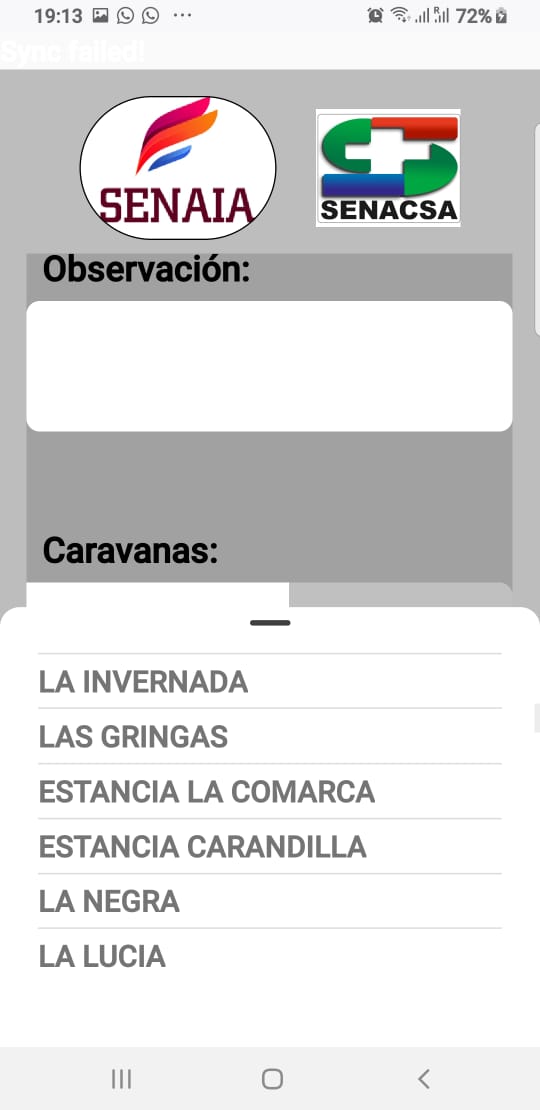 19:13
72%
Sync failed!
SENAIA
SENACSA
Observación:
Caravanas:
LA INVERNADA
LAS GRINGAS
ESTANCIA LA COMARCA
ESTANCIA CARANDILLA
LA NEGRA
LA LUCIA